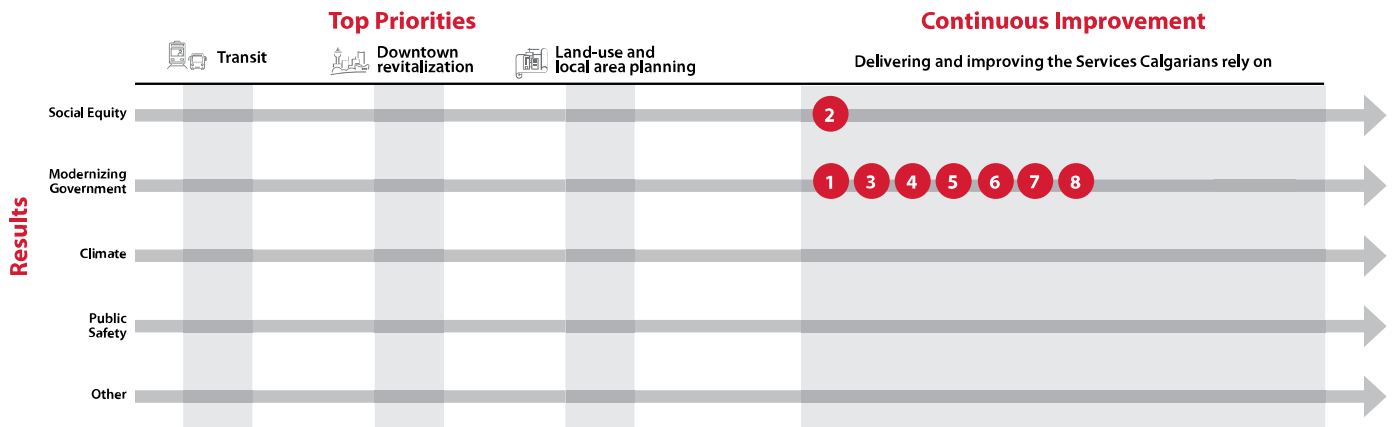 Top Priorities
Continuous Improvement
Transit
Downtown
revitalization
Land-use and
local area planning
Delivering and improving the Services Calgarians rely on
Results
Social Equity
2
Modernizing
Government
1 3 4 5 6 7 8
Climate
Public
Safety
Other